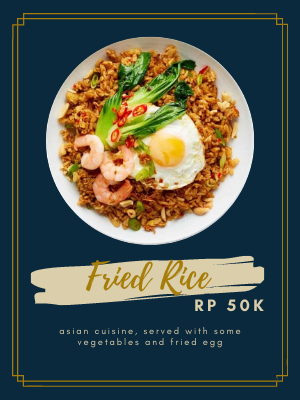 Fried Rice
RP 50K
asian cuisine, served with some
vegetables and fried egg